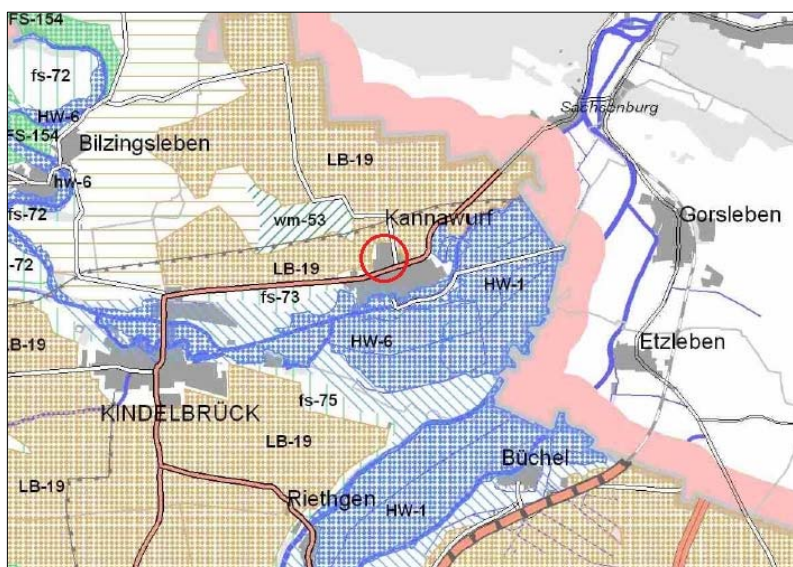 FS-154
fs-72
HW-6
FS-154
Bilzingsleben
hw-6
fs-72
-72
LB-19
wm-53
Kannawurf
LB-19
fs-73
HW-1
HW-6
Sachsenburg
Gorsleben
Etzleben
LB-19
KINDELBRÜCK
fs-75
LB-19
LB-19
Riethgen
HW-1
Büchel